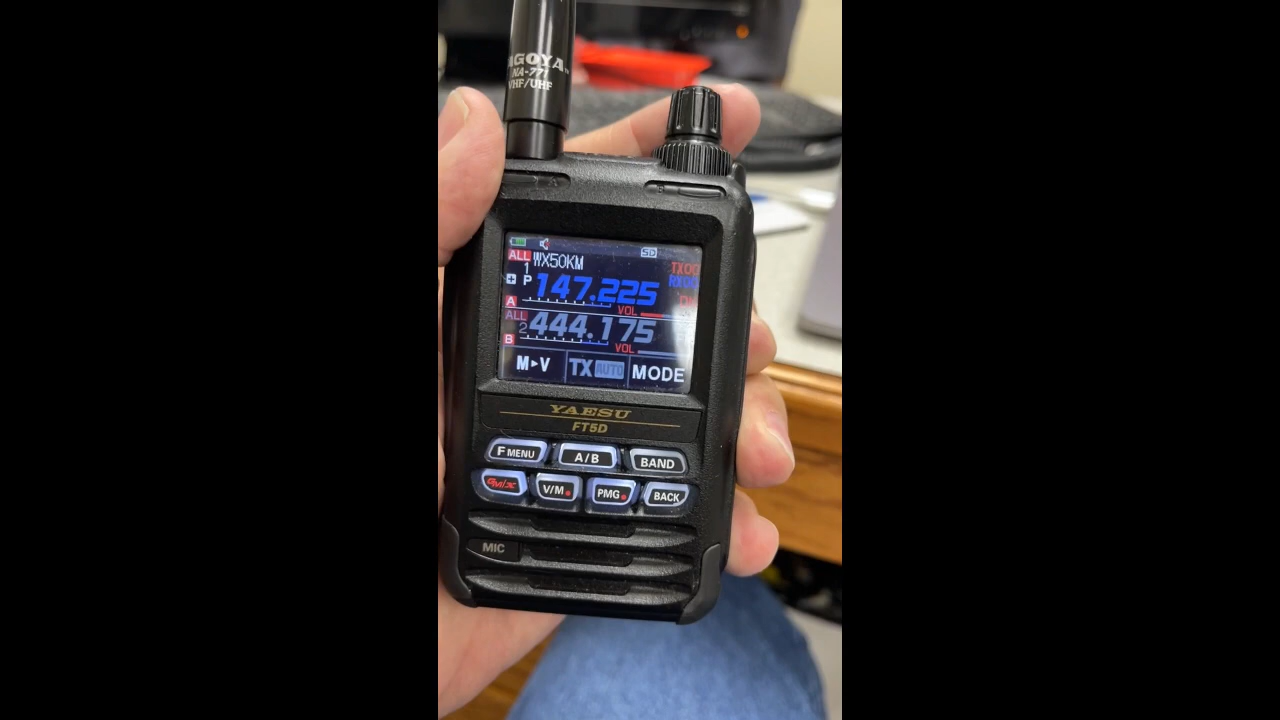 NA-771
VHF/UHF
SD
ALL WX50KM
1
P 147.225
A
VOL
ALL
2 444.175
B
VOL
M►V TX AUTO MODE
YAESU
FT5D
F MENU A/B BAND
V/M PMG BACK
MIC